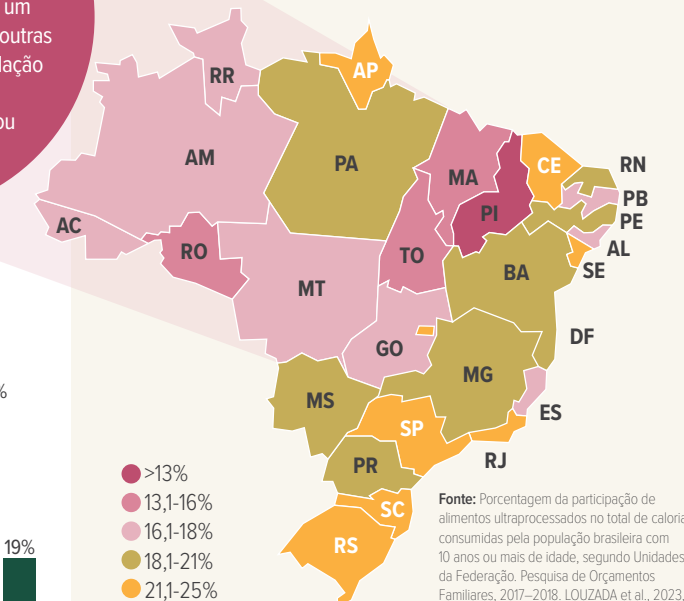 um
outras
lação
ou
RR
AP
AM
PA
MA
CE
RN
PB
PE
AL
SE
PI
AC
RO
TO
BA
MT
DF
GO
MG
MS
ES
SP
RJ
PR
SC
RS
%
19%
>13%
13,1-16%
16,1-18%
18,1-21%
21,1-25%
Fonte: Porcentagem da participação de
alimentos ultraprocessados no total de caloria
consumidas pela população brasileira com
10 anos ou mais de idade, segundo Unidades
da Federação. Pesquisa de Orçamentos
Familiares, 2017–2018. LOUZADA et al., 2023.